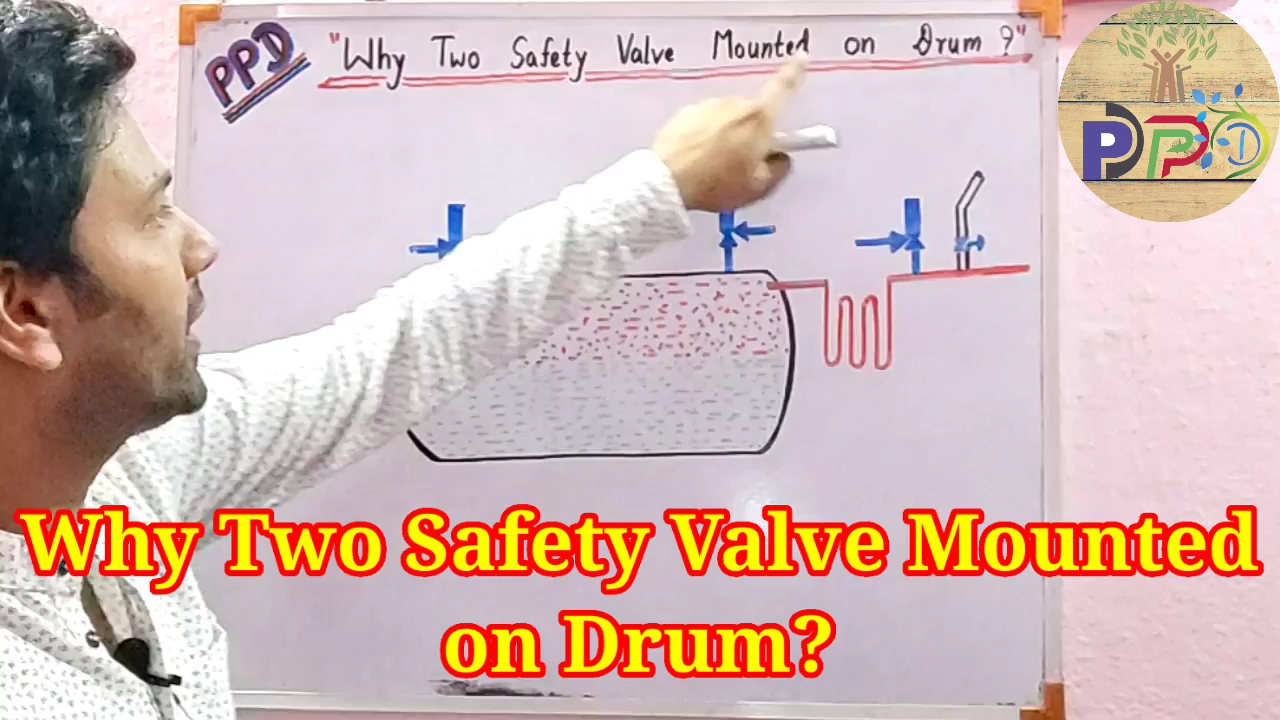 PPD
"Why Two Safety Valve Mounted on Drum?"
PPD
Why Two Safety Valve Mounted
on Drum?